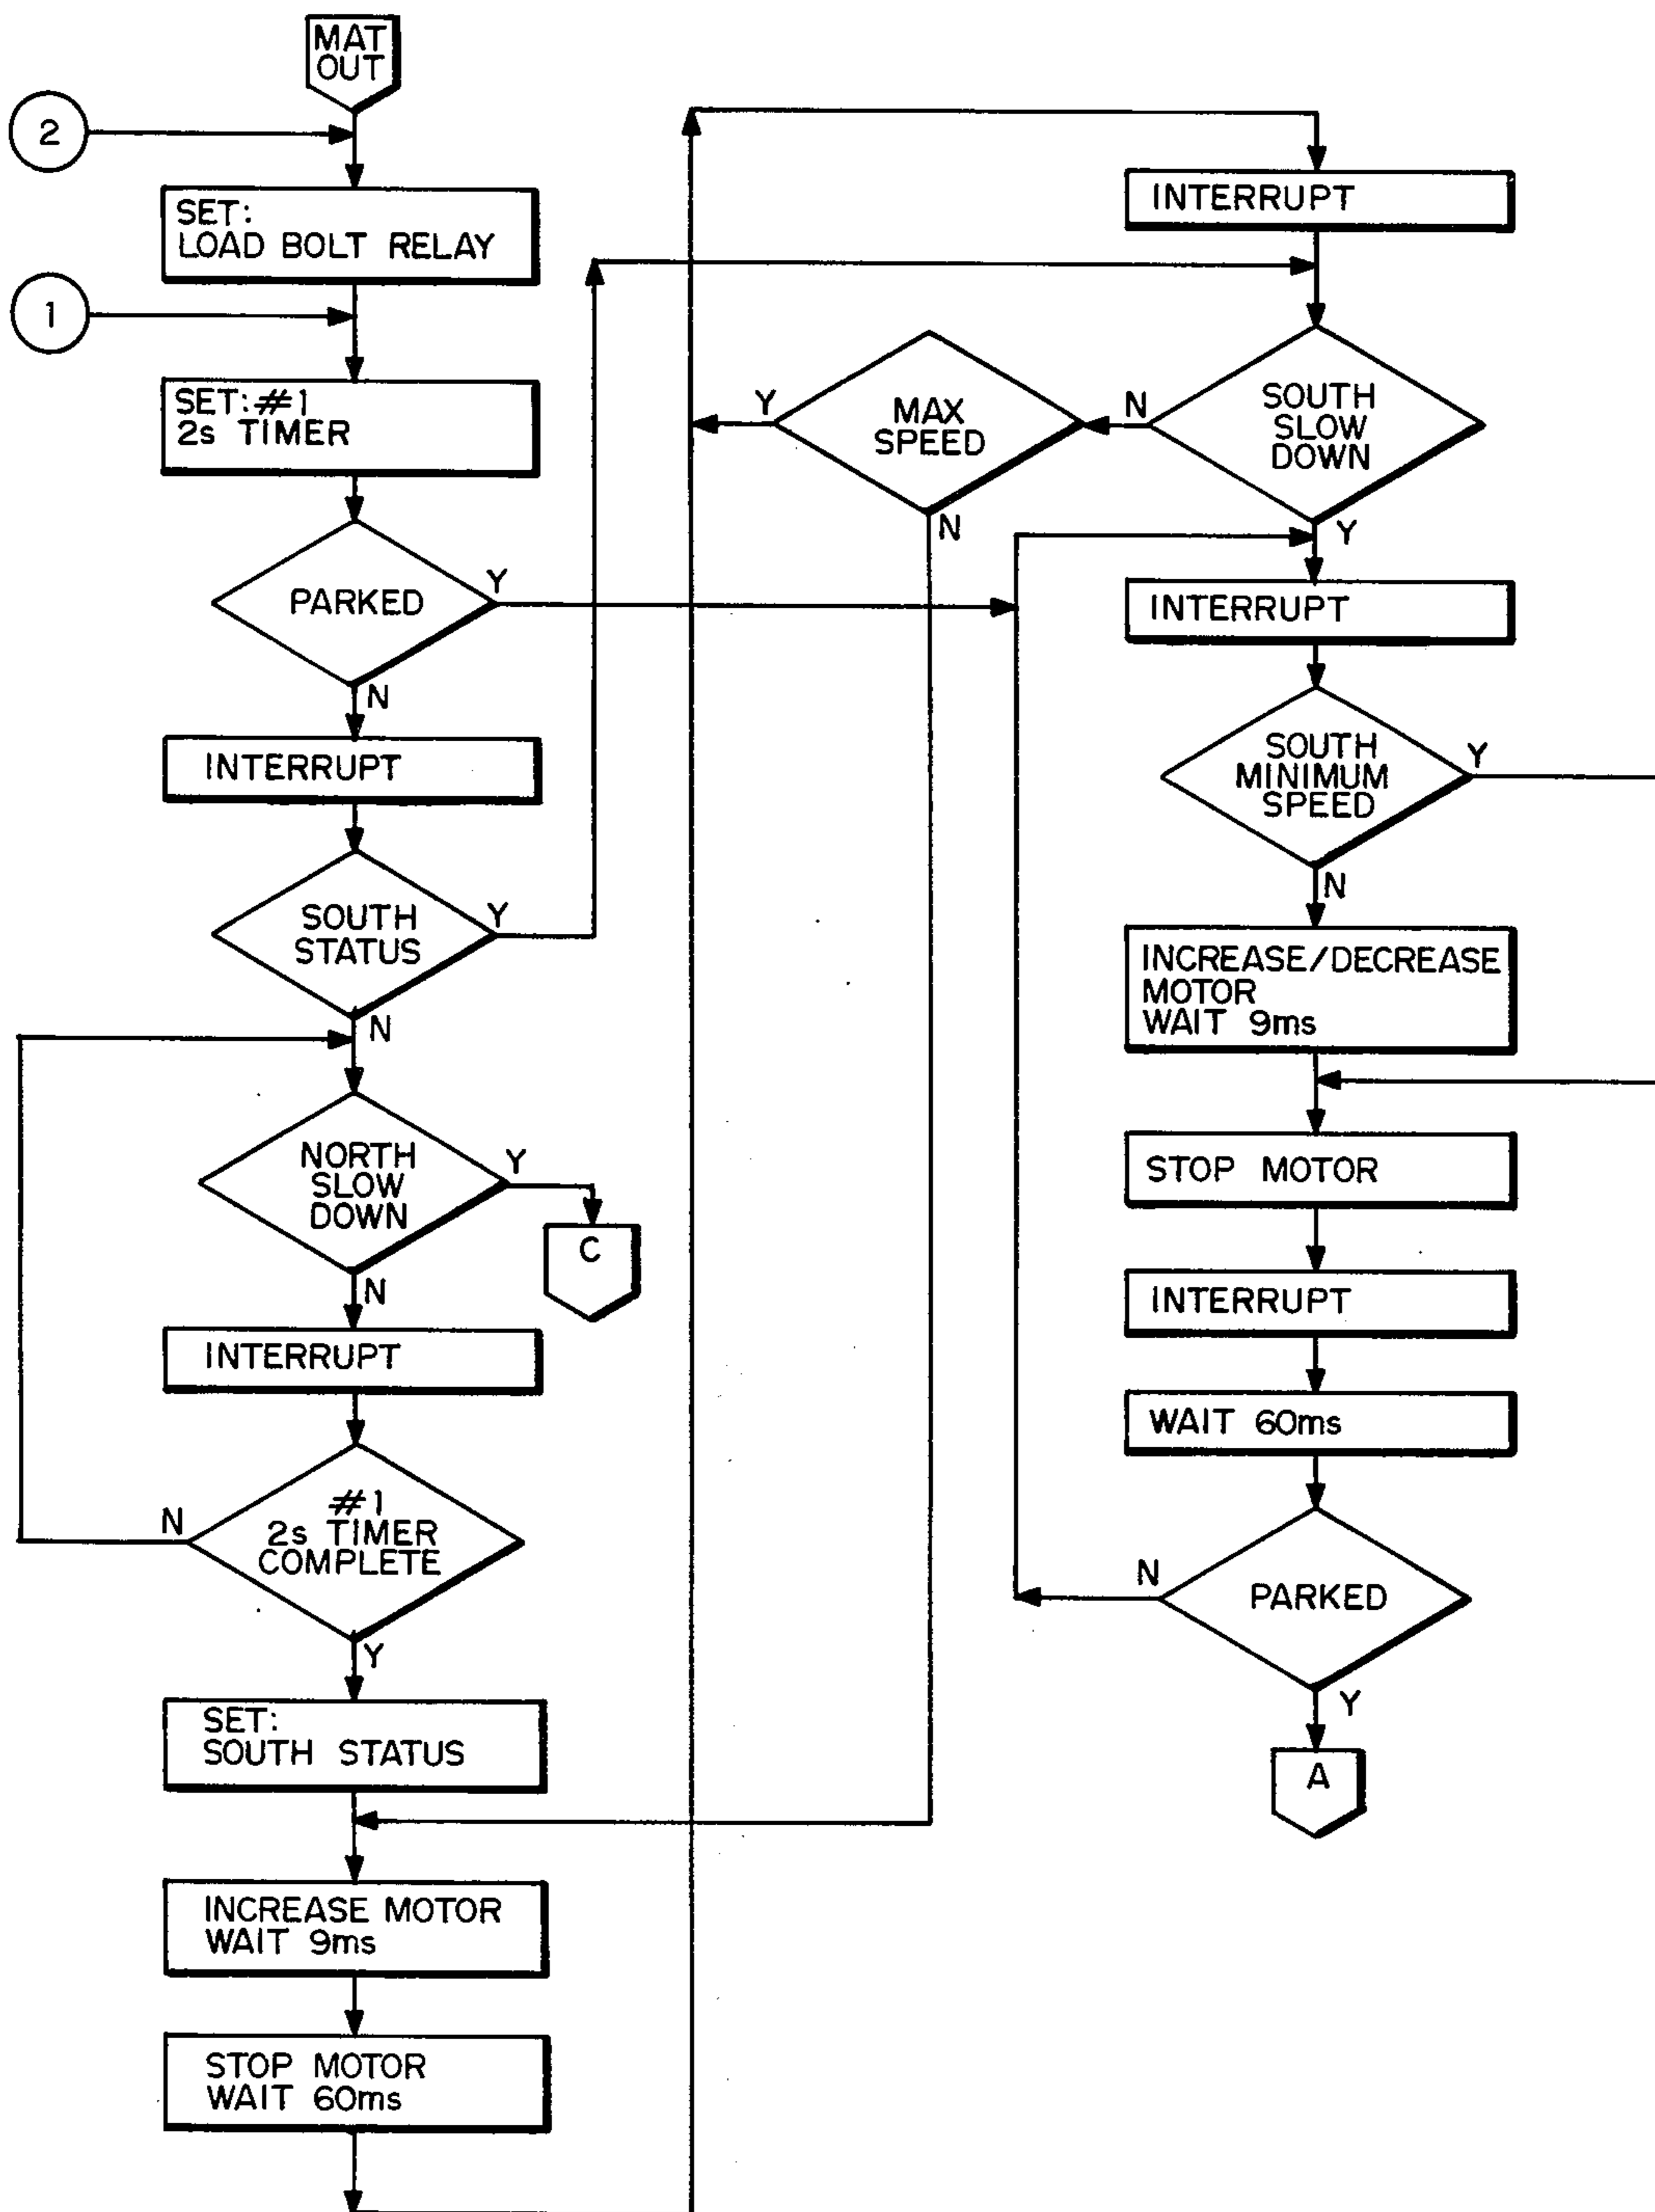 MAT
OUT
2
SET:
LOAD BOLT RELAY
1
SET:#1
2s TIMER
PARKED
Y
N
INTERRUPT
SOUTH
STATUS
Y
N
NORTH
SLOW
DOWN
Y
C
N
INTERRUPT
#1
2s TIMER
COMPLETE
N
Y
SET:
SOUTH STATUS
INCREASE MOTOR
WAIT 9ms
STOP MOTOR
WAIT 60ms
INTERRUPT
SOUTH
SLOW
DOWN
N
MAX
SPEED
Y
N
Y
INTERRUPT
SOUTH
MINIMUM
SPEED
Y
N
INCREASE/DECREASE
MOTOR
WAIT 9ms
STOP MOTOR
INTERRUPT
WAIT 60ms
PARKED
N
Y
A